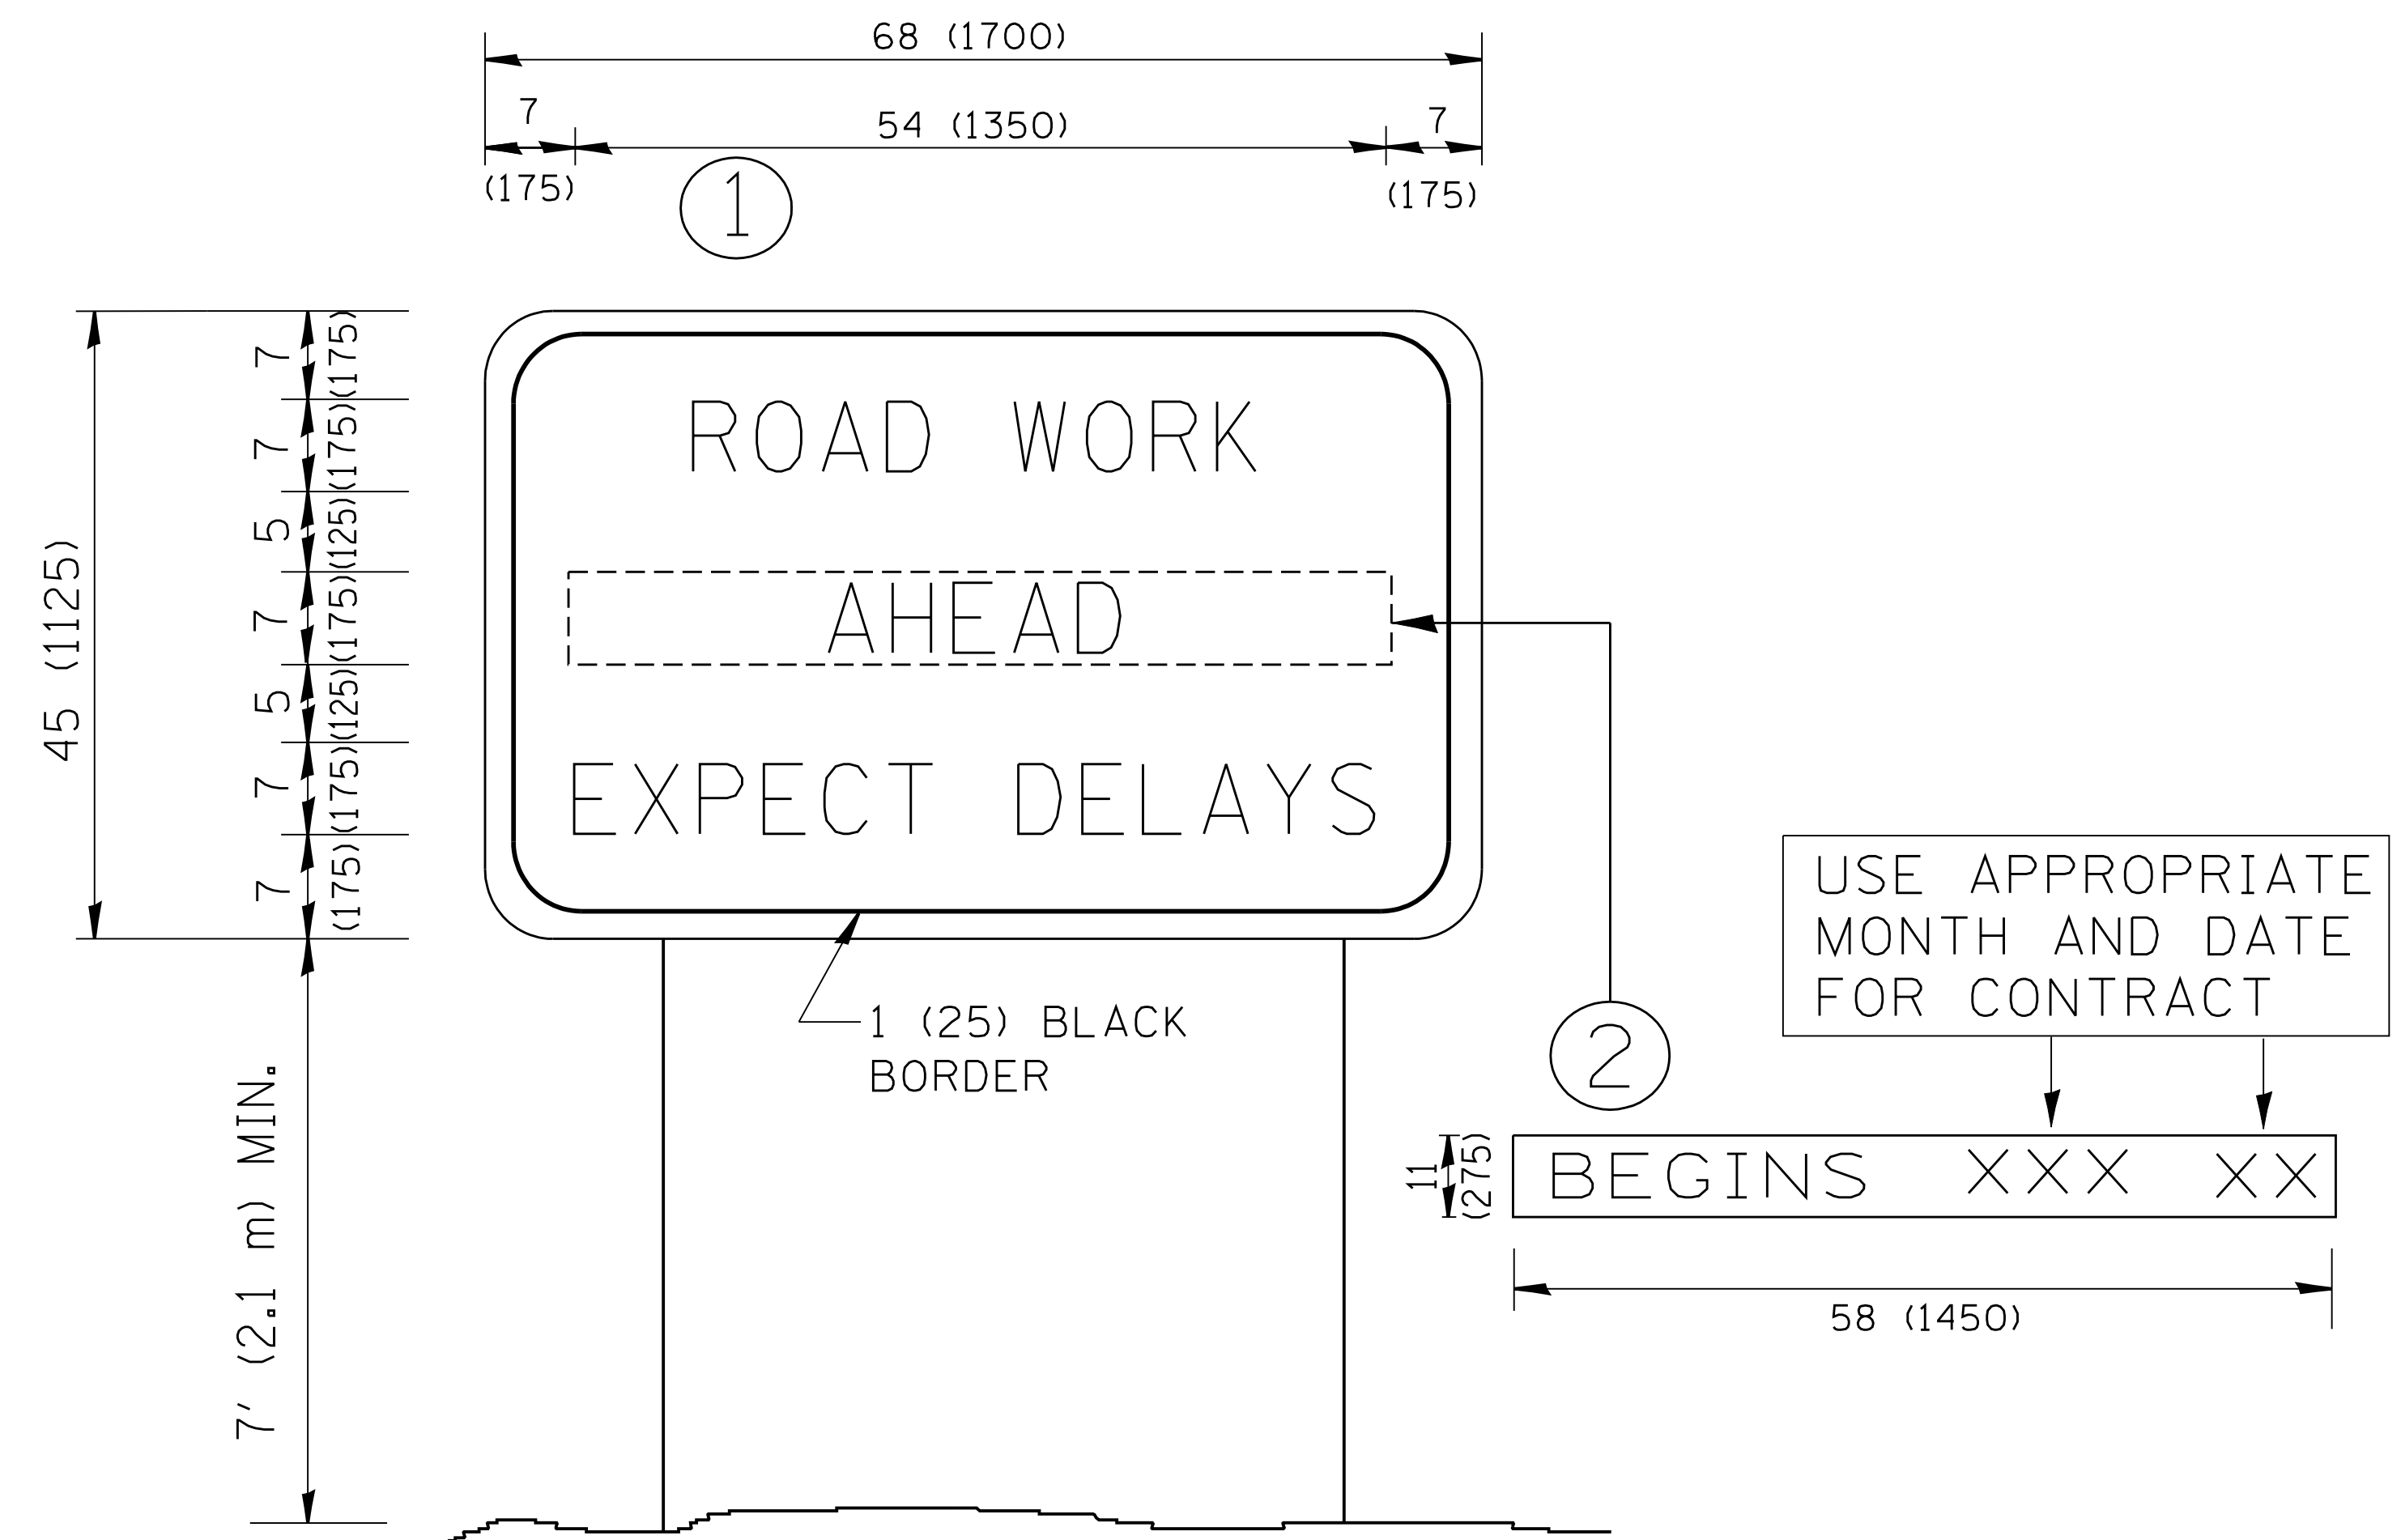 68 (1700)
7
54 (1350)
7
(175)
(175)
1
7 (175)
7 (175)
5 (125)
7 (175)
5 (125)
7 (175)
7 (175)
45 (1125)
7' (2.1 m) MIN.
ROAD WORK
AHEAD
EXPECT DELAYS
1 (25) BLACK
BORDER
2
USE APPROPRIATE
MONTH AND DATE
FOR CONTRACT
11
(275)
BEGINS XXX XX
58 (1450)